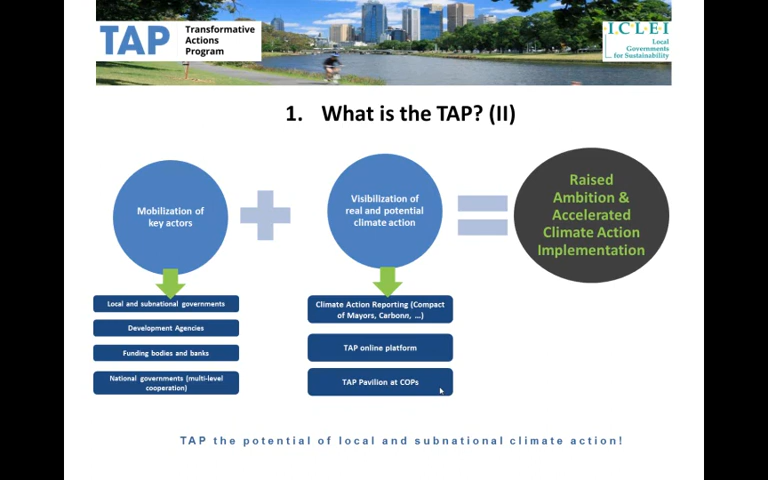 TAP
Transformative
Actions
Program
I.C.L.E.I
Local
Governments
for Sustainability
1. What is the TAP? (II)
Mobilization of
key actors
Visibilization of
real and potential
climate action
Raised
Ambition &
Accelerated
Climate Action
Implementation
Local and subnational governments
Development Agencies
Funding bodies and banks
National governments (multi-level
cooperation)
Climate Action Reporting (Compact
of Mayors, Carbonn, ...)
TAP online platform
TAP Pavilion at COPs
TAP the potential of local and subnational climate action!